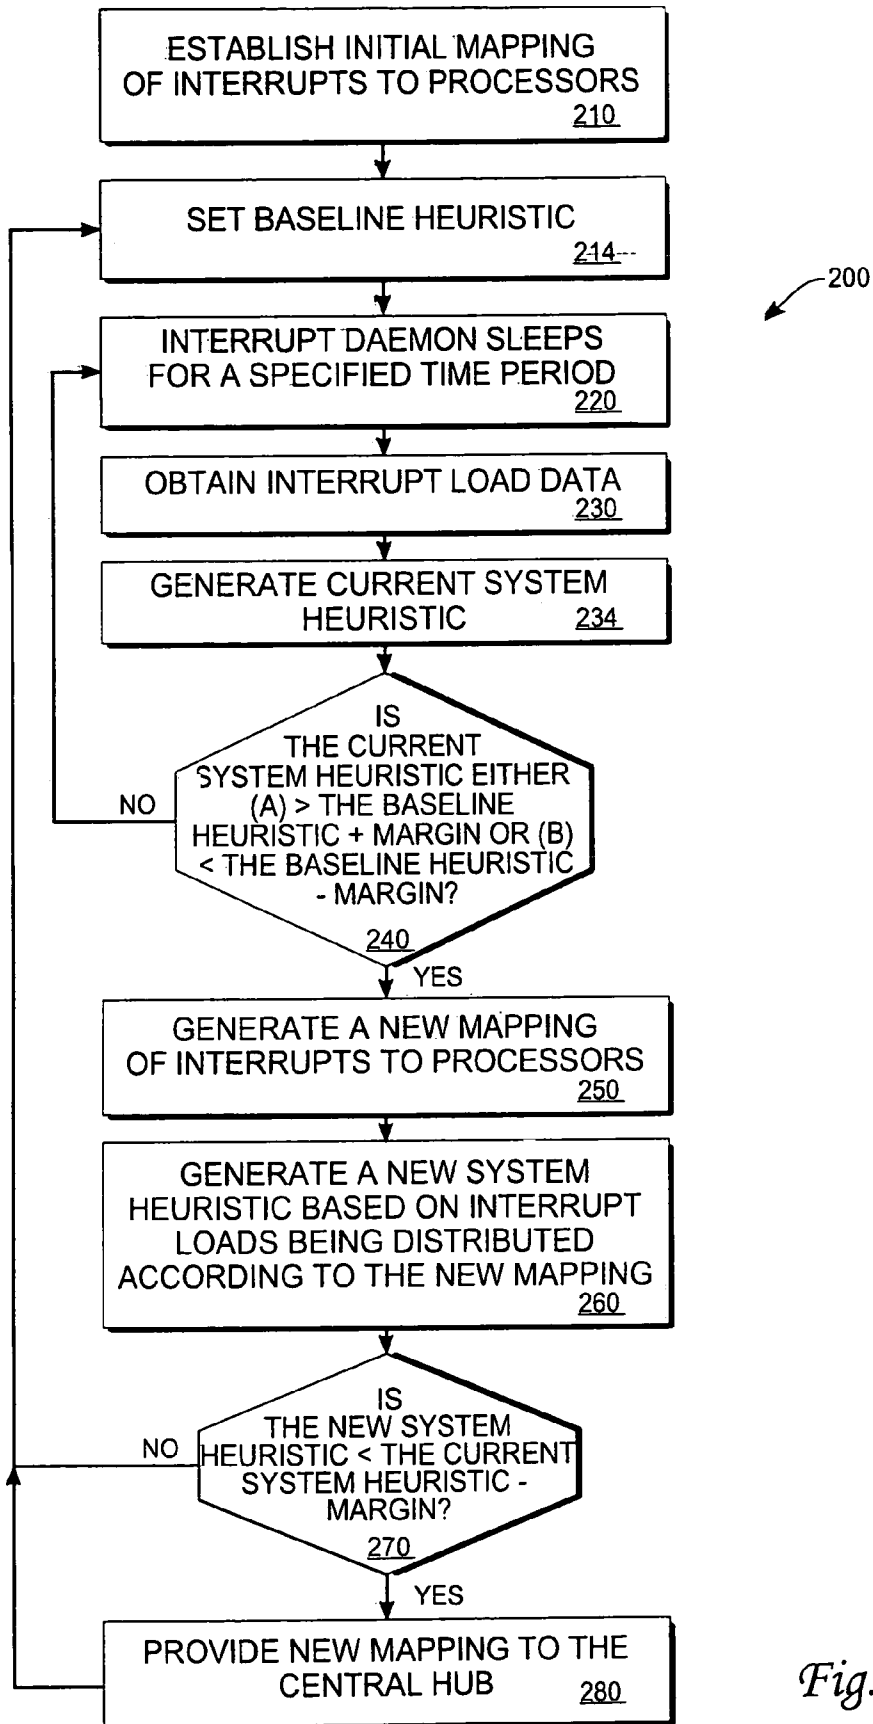 ESTABLISH INITIAL MAPPING
OF INTERRUPTS TO PROCESSORS
210
SET BASELINE HEURISTIC
214
200
INTERRUPT DAEMON SLEEPS
FOR A SPECIFIED TIME PERIOD
220
OBTAIN INTERRUPT LOAD DATA
230
GENERATE CURRENT SYSTEM
HEURISTIC
234
IS
THE CURRENT
SYSTEM HEURISTIC EITHER
(A) > THE BASELINE
HEURISTIC + MARGIN OR (B)
< THE BASELINE HEURISTIC
- MARGIN?
240
NO
YES
GENERATE A NEW MAPPING
OF INTERRUPTS TO PROCESSORS
250
GENERATE A NEW SYSTEM
HEURISTIC BASED ON INTERRUPT
LOADS BEING DISTRIBUTED
ACCORDING TO THE NEW MAPPING
260
IS
THE NEW SYSTEM
HEURISTIC < THE CURRENT
SYSTEM HEURISTIC -
MARGIN?
270
NO
YES
PROVIDE NEW MAPPING TO THE
CENTRAL HUB
280
Fig.